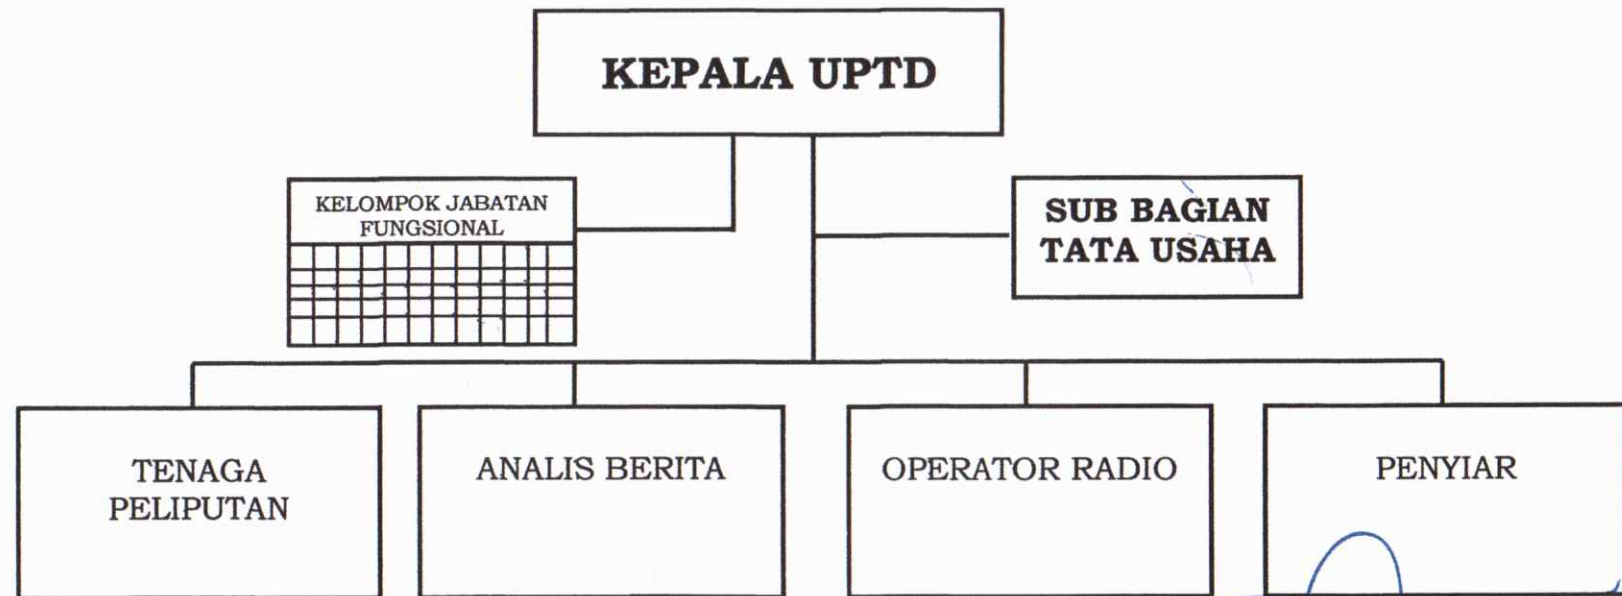 KEPALA UPTD
KELOMPOK JABATAN
FUNGSIONAL
SUB BAGIAN
TATA USAHA
TENAGA
PELIPUTAN
ANALIS BERITA
OPERATOR RADIO
PENYIAR